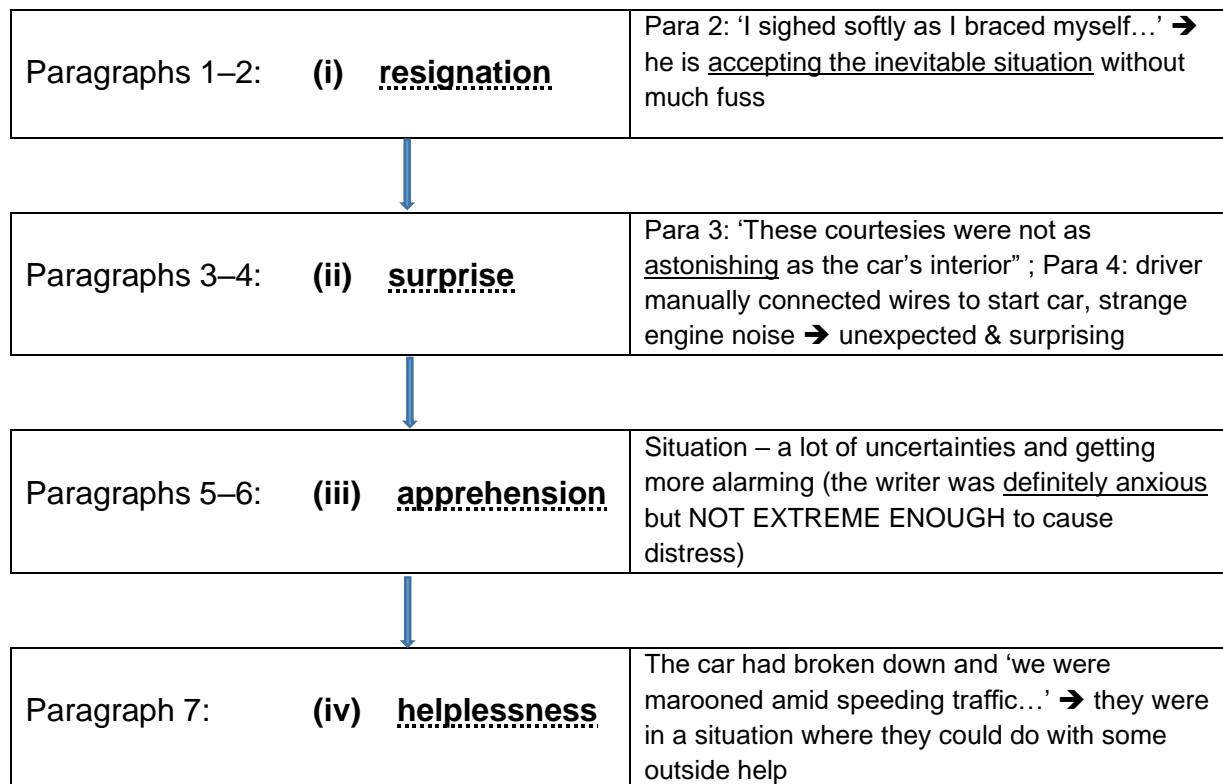 Paragraphs 1–2: (i) resignation
Para 2: ‘I sighed softly as I braced myself…’ ➔
he is accepting the inevitable situation without
much fuss
Paragraphs 3–4: (ii) surprise
Para 3: ‘These courtesies were not as
astonishing as the car’s interior” ; Para 4: driver
manually connected wires to start car, strange
engine noise ➔ unexpected & surprising
Paragraphs 5–6: (iii) apprehension
Situation – a lot of uncertainties and getting
more alarming (the writer was definitely anxious
but NOT EXTREME ENOUGH to cause
distress)
Paragraph 7: (iv) helplessness
The car had broken down and ‘we were
marooned amid speeding traffic…’ ➔ they were
in a situation where they could do with some
outside help